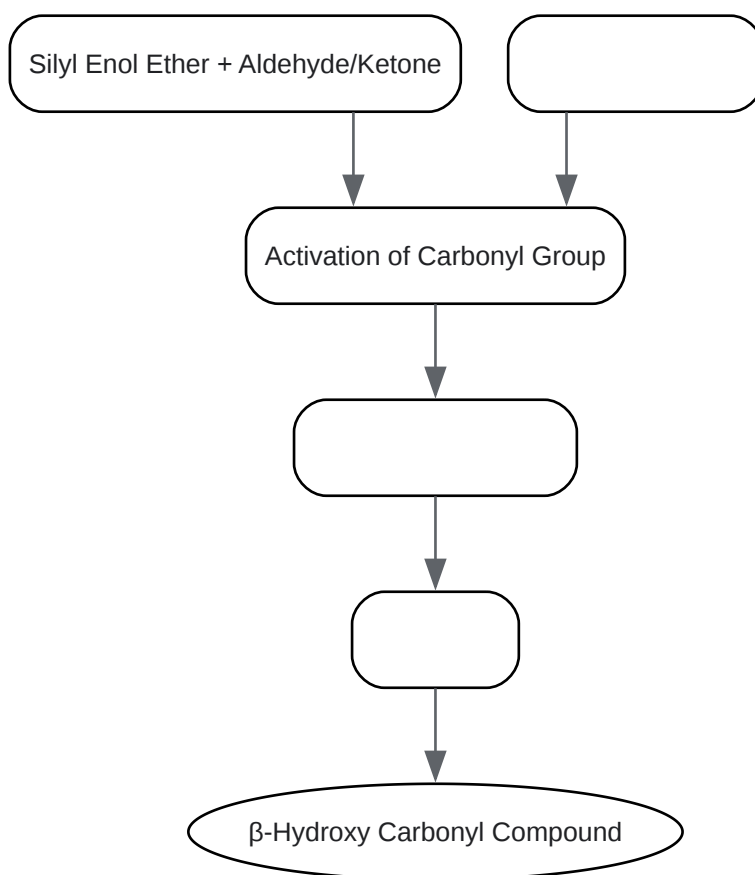 Silyl Enol Ether + Aldehyde/Ketone
Activation of Carbonyl Group
β-Hydroxy Carbonyl Compound